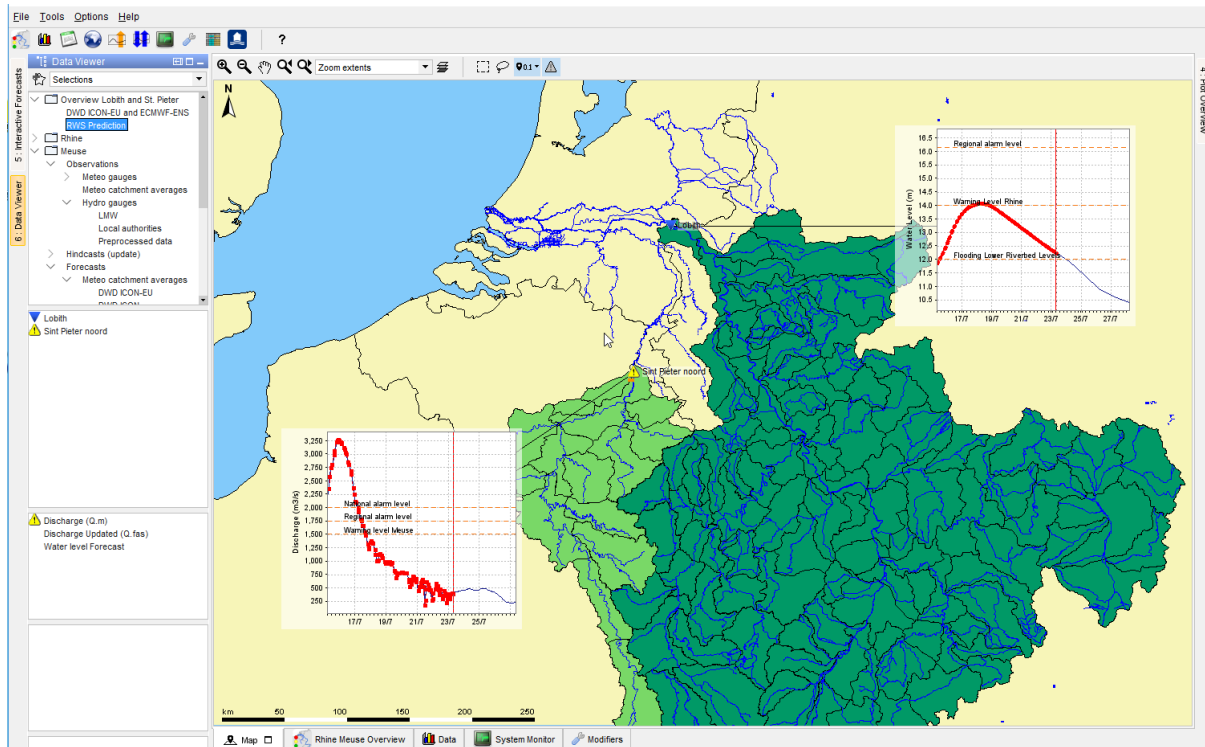 File Tools Options Help
?
Data Viewer
Selections
Overview Lobith and St. Pieter
DWD ICON-EU and ECMWF-ENS
RWS Prediction
Rhine
Meuse
Observations
Meteo gauges
Meteo catchment averages
Hydro gauges
LMW
Local authorities
Preprocessed data
Hindcasts (update)
Forecasts
Meteo catchment averages
DWD ICON-EU
Lobith
Sint Pieter noord
Discharge (Q.m)
Discharge Updated (Q.fas)
Water level Forecast
5 : Interactive Forecasts
6 : Data Viewer
Zoom extents
0.1
N
Lobith
Sint Pieter noord
Water Level (m)
16.5
16.0
15.5
15.0
14.5
14.0
13.5
13.0
12.5
12.0
11.5
11.0
10.5
Regional alarm level
Warning Level Rhine
Flooding Lower Riverbed Levels
17/7 19/7 21/7 23/7 25/7 27/7
Discharge (m3/s)
3,250
3,000
2,750
2,500
2,250
2,000
1,750
1,500
1,250
1,000
750
500
250
National alarm level
Regional alarm level
Warning level Meuse
17/7 19/7 21/7 23/7 25/7
km 50 100 150 200 250
Map Rhine Meuse Overview Data System Monitor Modifiers